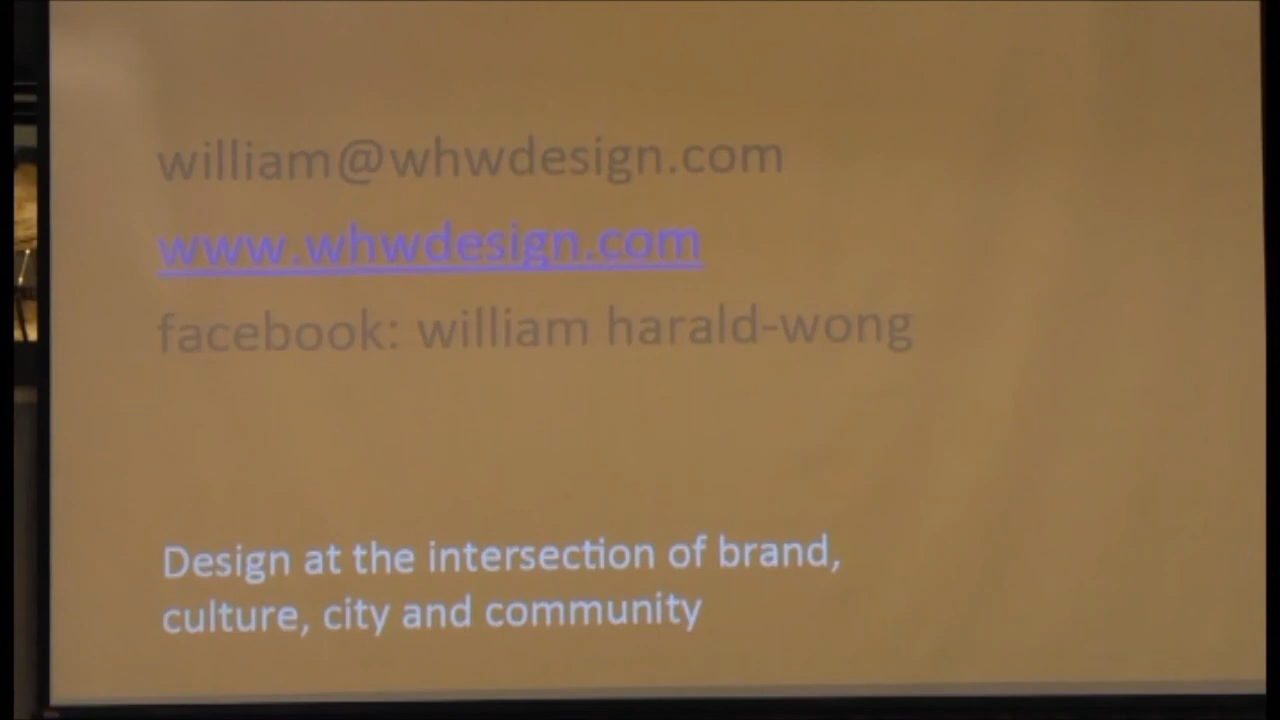 william@whwdesign.com
www.whwdesign.com
facebook: william harald-wong
Design at the intersection of brand,
culture, city and community